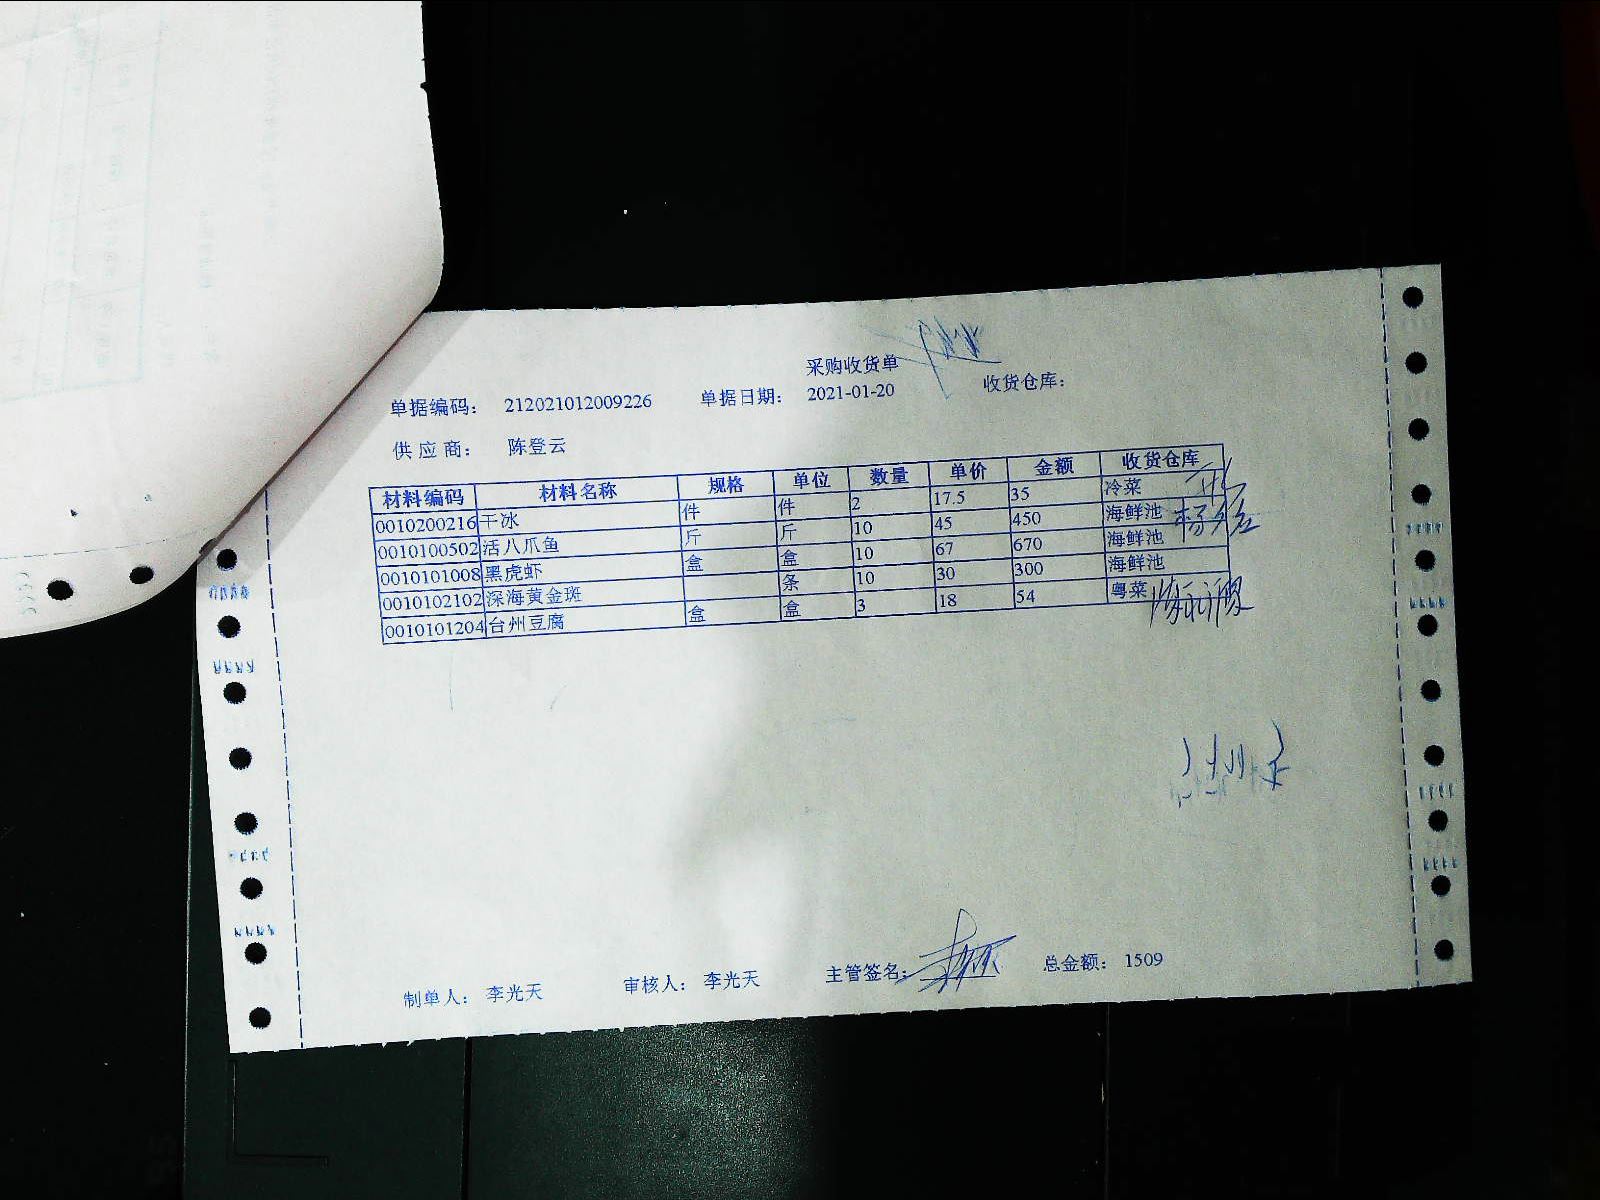 采购收货单
单据编码： 212021012009226 单据日期： 2021-01-20 收货仓库：
供应商： 陈登云
材料编码 材料名称 规格 单位 数量 单价 金额 收货仓库
0010200216 干冰 件 件 2 17.5 35 冷菜
0010100502 活八爪鱼 斤 斤 10 45 450 海鲜池
0010101008 黑虎虾 盒 盒 10 67 670 海鲜池
0010102102 深海黄金斑 条 10 30 300 海鲜池
0010101204 台州豆腐 盒 盒 3 18 54 粤菜
制单人： 李光天 审核人： 李光天 主管签名： 总金额： 1509